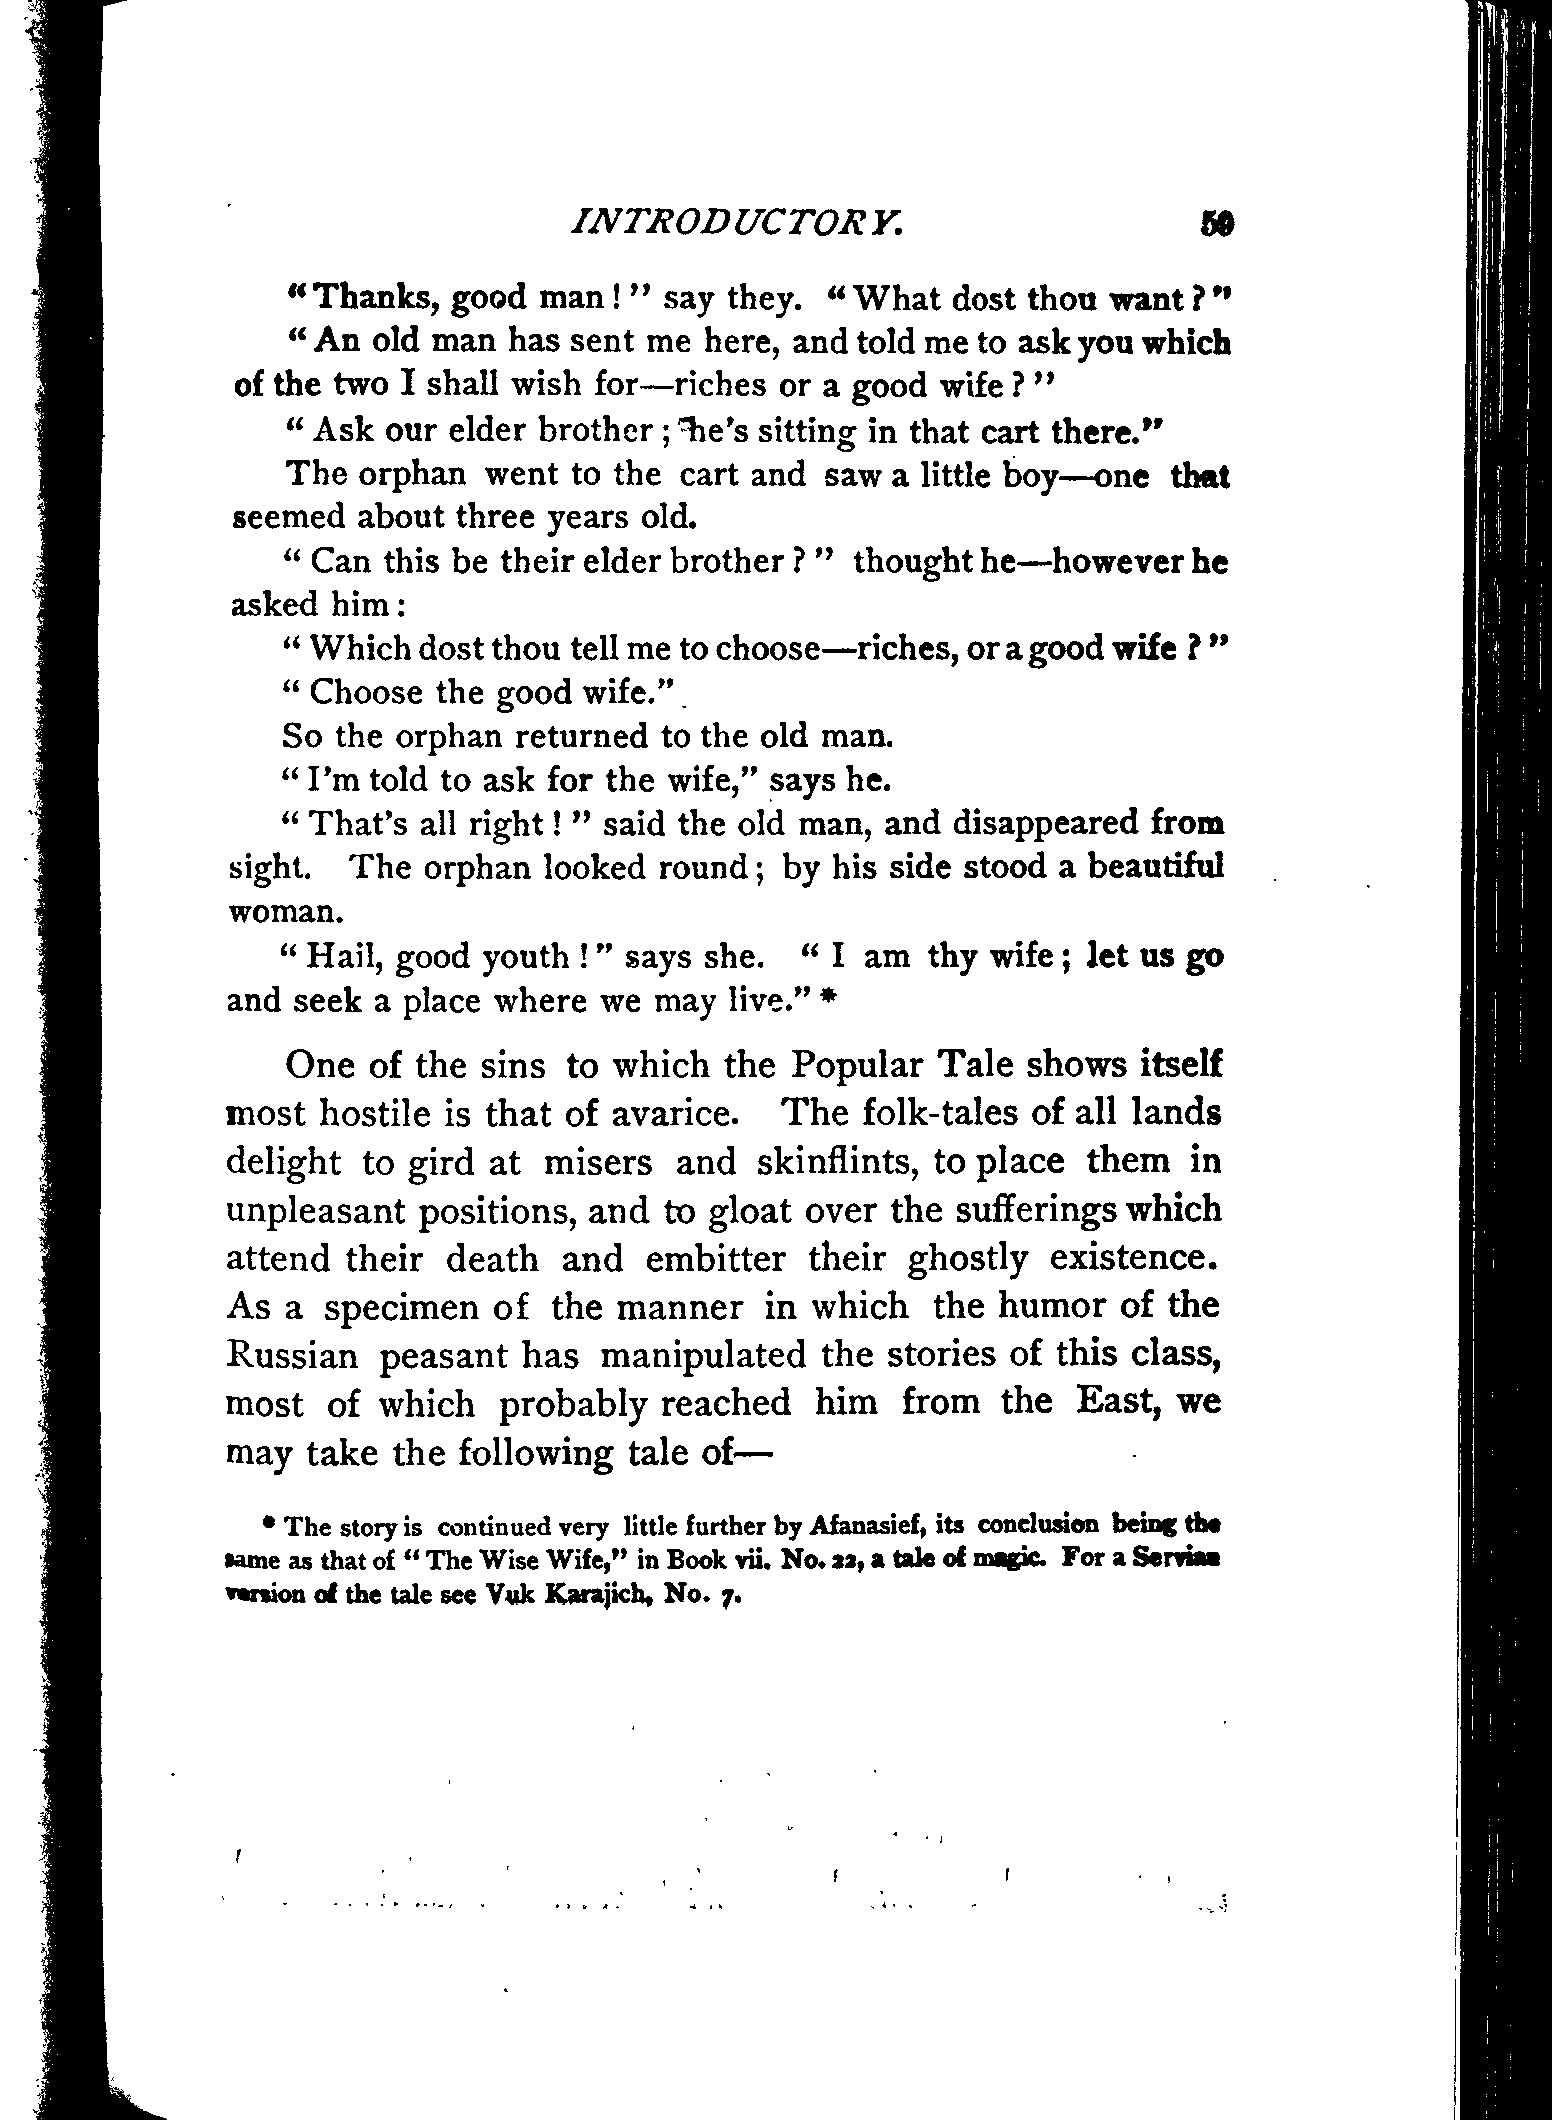 INTRODUCTORY. 59
"Thanks, good man!" say they. "What dost thou want?"
"An old man has sent me here, and told me to ask you which
of the two I shall wish for—riches or a good wife?"
"Ask our elder brother; he's sitting in that cart there."
The orphan went to the cart and saw a little boy—one that
seemed about three years old.
"Can this be their elder brother?" thought he—however he
asked him:
"Which dost thou tell me to choose—riches, or a good wife?"
"Choose the good wife."
So the orphan returned to the old man.
"I'm told to ask for the wife," says he.
"That's all right!" said the old man, and disappeared from
sight. The orphan looked round; by his side stood a beautiful
woman.
"Hail, good youth!" says she. "I am thy wife; let us go
and seek a place where we may live."*
One of the sins to which the Popular Tale shows itself
most hostile is that of avarice. The folk-tales of all lands
delight to gird at misers and skinflints, to place them in
unpleasant positions, and to gloat over the sufferings which
attend their death and embitter their ghostly existence.
As a specimen of the manner in which the humor of the
Russian peasant has manipulated the stories of this class,
most of which probably reached him from the East, we
may take the following tale of—
* The story is continued very little further by Afanasief, its conclusion being the
same as that of "The Wise Wife," in Book vii. No. 22, a tale of magic. For a Servian
version of the tale see Vuk Karajich, No. 7.